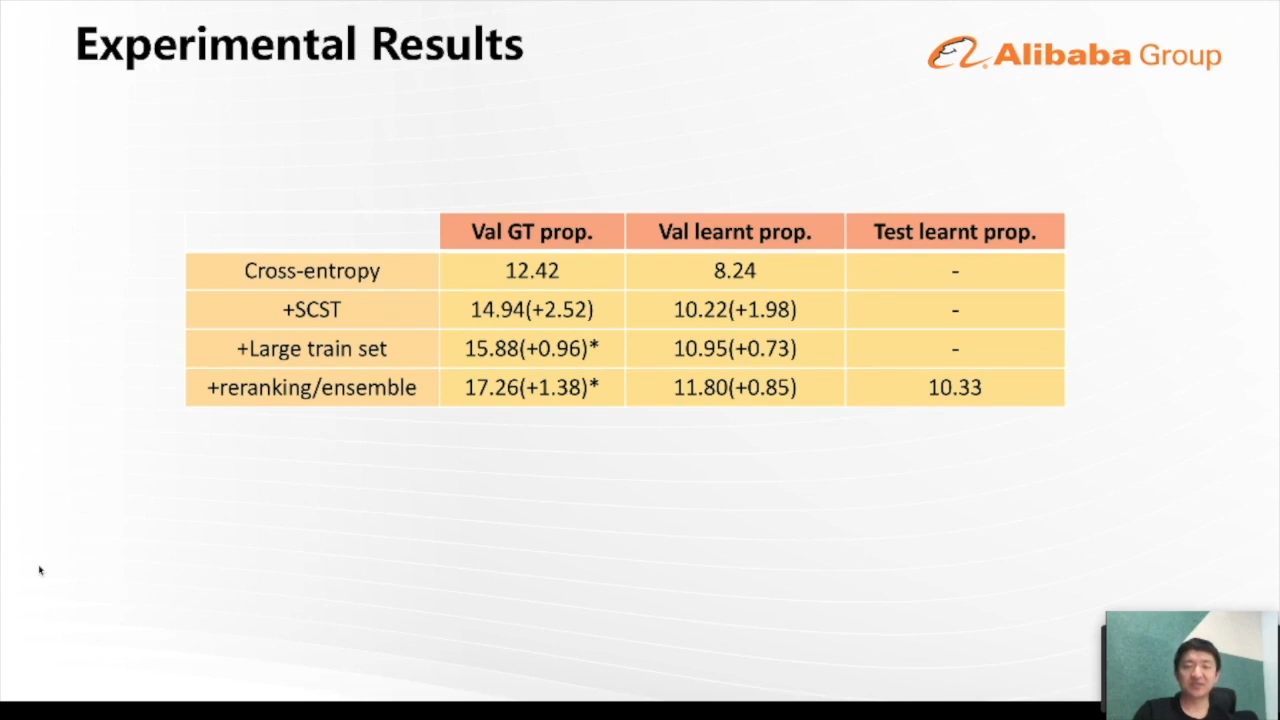 Experimental Results
Alibaba Group
Val GT prop. Val learnt prop. Test learnt prop.
Cross-entropy 12.42 8.24 -
+SCST 14.94(+2.52) 10.22(+1.98) -
+Large train set 15.88(+0.96)* 10.95(+0.73) -
+reranking/ensemble 17.26(+1.38)* 11.80(+0.85) 10.33